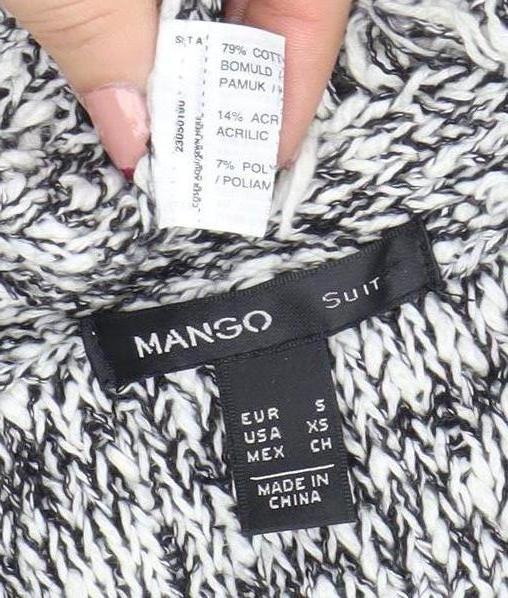 S T A
79% COTT
BOMULD /
PAMUK /
14% ACR
ACRILIC
7% POLY
/ POLIAM
23050190
MANGO SUIT
EUR S
USA XS
MEX CH
MADE IN
CHINA